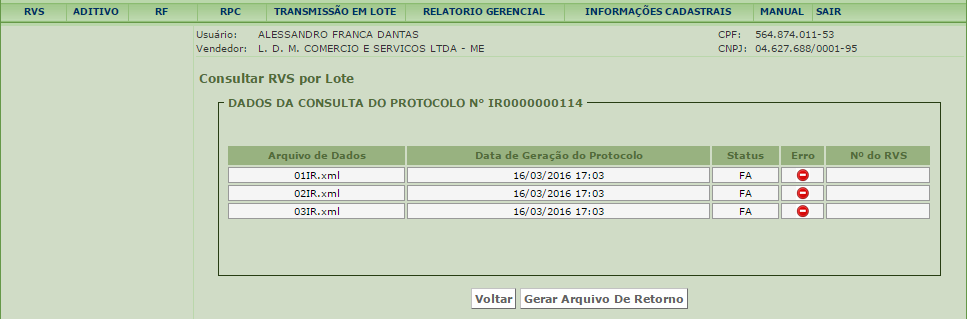 RVS ADITIVO RF RPC TRANSMISSÃO EM LOTE RELATORIO GERENCIAL INFORMAÇÕES CADASTRAIS MANUAL SAIR
Usuário: ALESSANDRO FRANCA DANTAS CPF: 564.874.011-53
Vendedor: L. D. M. COMERCIO E SERVICOS LTDA - ME CNPJ: 04.627.688/0001-95
Consultar RVS por Lote
DADOS DA CONSULTA DO PROTOCOLO Nº IR0000000114
Arquivo de Dados Data de Geração do Protocolo Status Erro Nº do RVS
01IR.xml 16/03/2016 17:03 FA
02IR.xml 16/03/2016 17:03 FA
03IR.xml 16/03/2016 17:03 FA
Voltar Gerar Arquivo De Retorno